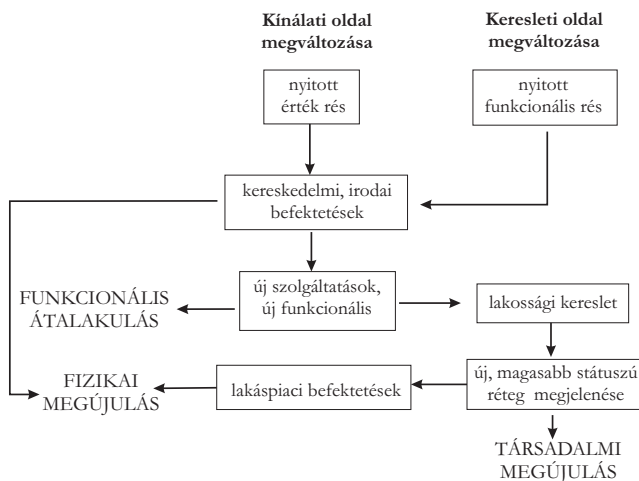 Kínálati oldal
megváltozása
Keresleti oldal
megváltozása
nyitott
érték rés
nyitott
funkcionális rés
kereskedelmi, irodai
befektetések
új szolgáltatások,
új funkcionális
lakossági kereslet
FUNKCIONÁLIS
ÁTALAKULÁS
FIZIKAI
MEGÚJULÁS
lakáspiaci befektetések
új, magasabb státuszú
réteg megjelenése
TÁRSADALMI
MEGÚJULÁS